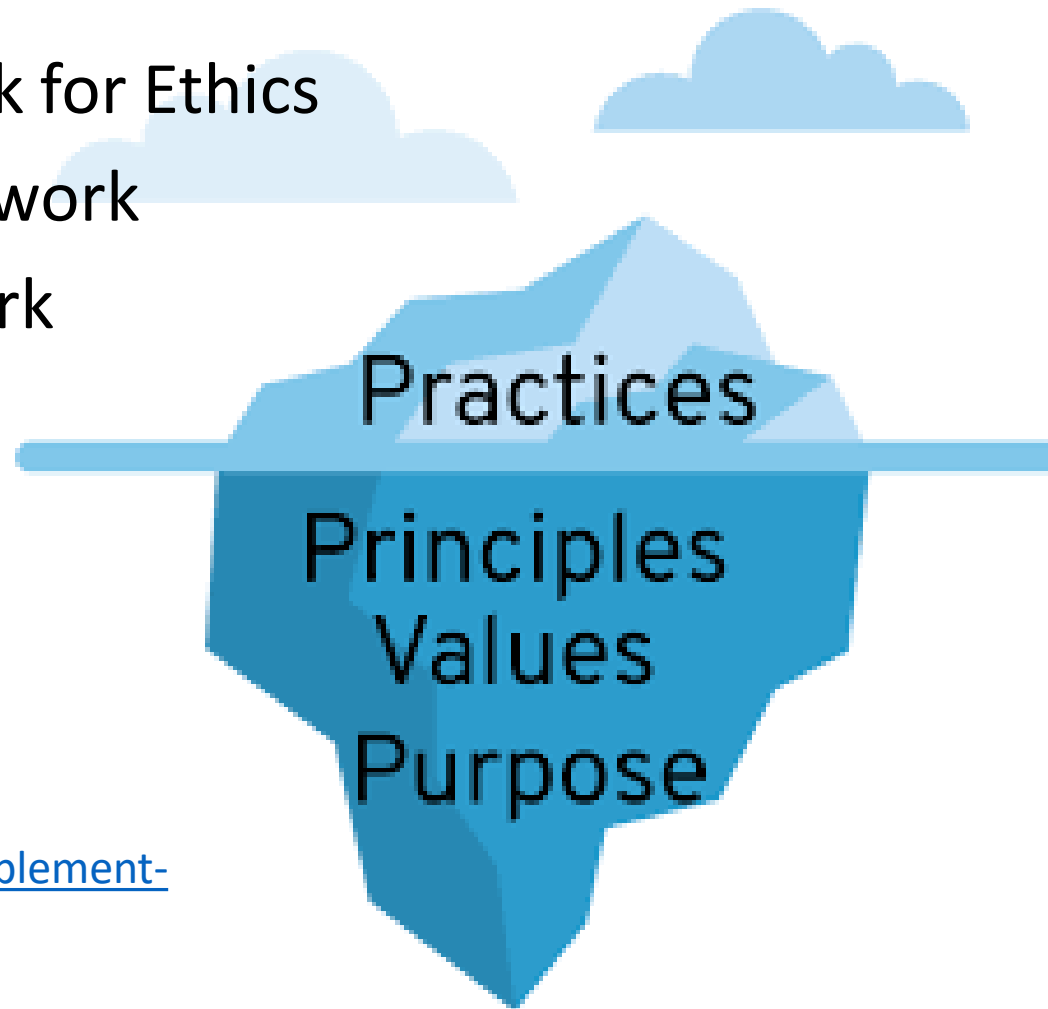 k for Ethics
work
rk
Practices
Principles
Values
Purpose
plement-